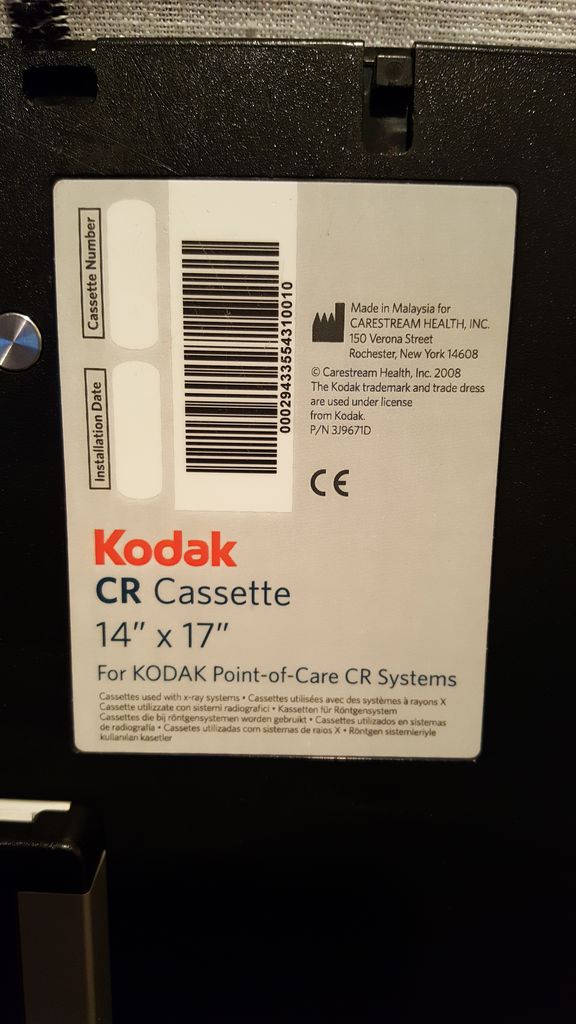 Cassette Number
Installation Date
00029433554310010
Made in Malaysia for
CARESTREAM HEALTH, INC.
150 Verona Street
Rochester, New York 14608
© Carestream Health, Inc. 2008
The Kodak trademark and trade dress
are used under license
from Kodak.
P/N 3J9671D
CE
Kodak
CR Cassette
14" x 17"
For KODAK Point-of-Care CR Systems
Cassettes used with x-ray systems • Cassettes utilisées avec des systèmes à rayons X
Cassette utilizzate con sistemi radiografici • Kassetten für Röntgensystem
Cassettes die bij röntgensystemen worden gebruikt • Cassettes utilizados en sistemas
de radiografía • Cassetes utilizadas com sistemas de raios X • Röntgen sistemleriyle
kullanılan kasetler